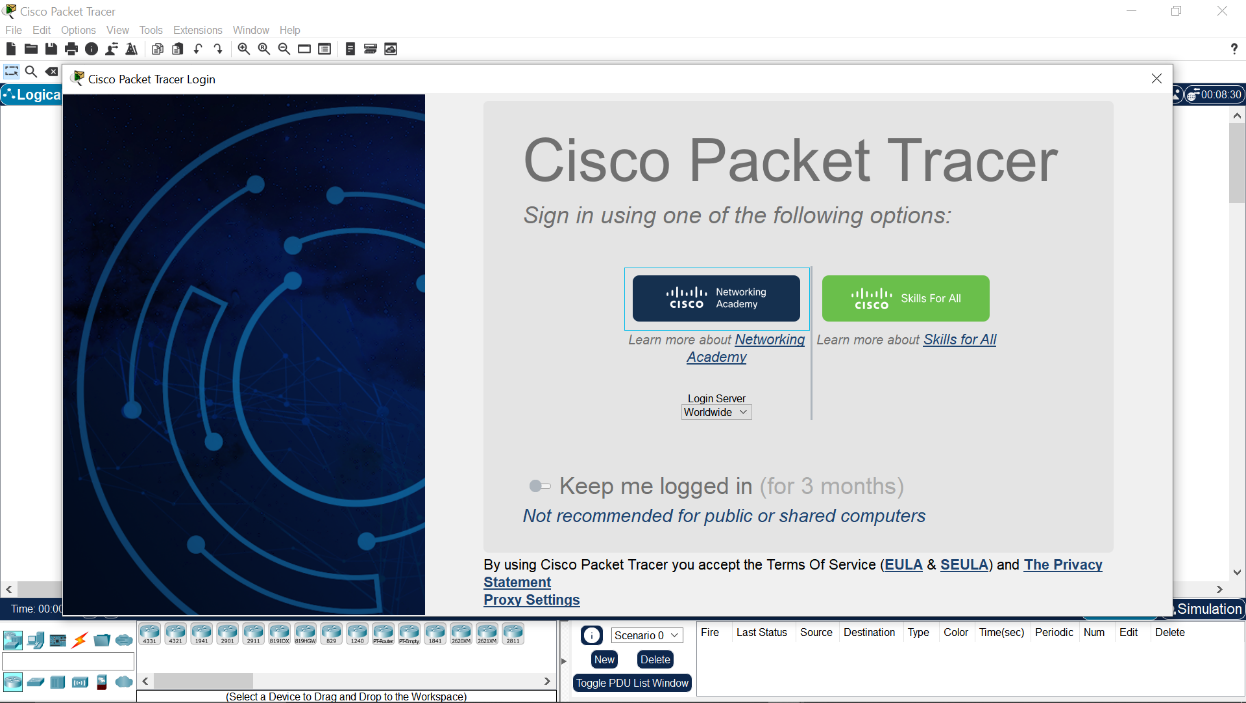 Cisco Packet Tracer
File Edit Options View Tools Extensions Window Help
?
Cisco Packet Tracer Login
Logica
00:08:30
Cisco Packet Tracer
Sign in using one of the following options:
CISCO Networking Academy
CISCO Skills For All
Learn more about Networking Academy
Learn more about Skills for All
Login Server
Worldwide
Keep me logged in (for 3 months)
Not recommended for public or shared computers
By using Cisco Packet Tracer you accept the Terms Of Service (EULA & SEULA) and The Privacy
Statement
Proxy Settings
Time: 00:00
Simulation
4331 4321 1941 2901 2911 819IOX 819HGW 829 1240 PT-Router PT-Empty 1841 2620XM 2621XM 2811
(Select a Device to Drag and Drop to the Workspace)
Scenario 0
New Delete
Toggle PDU List Window
Fire Last Status Source Destination Type Color Time(sec) Periodic Num Edit Delete